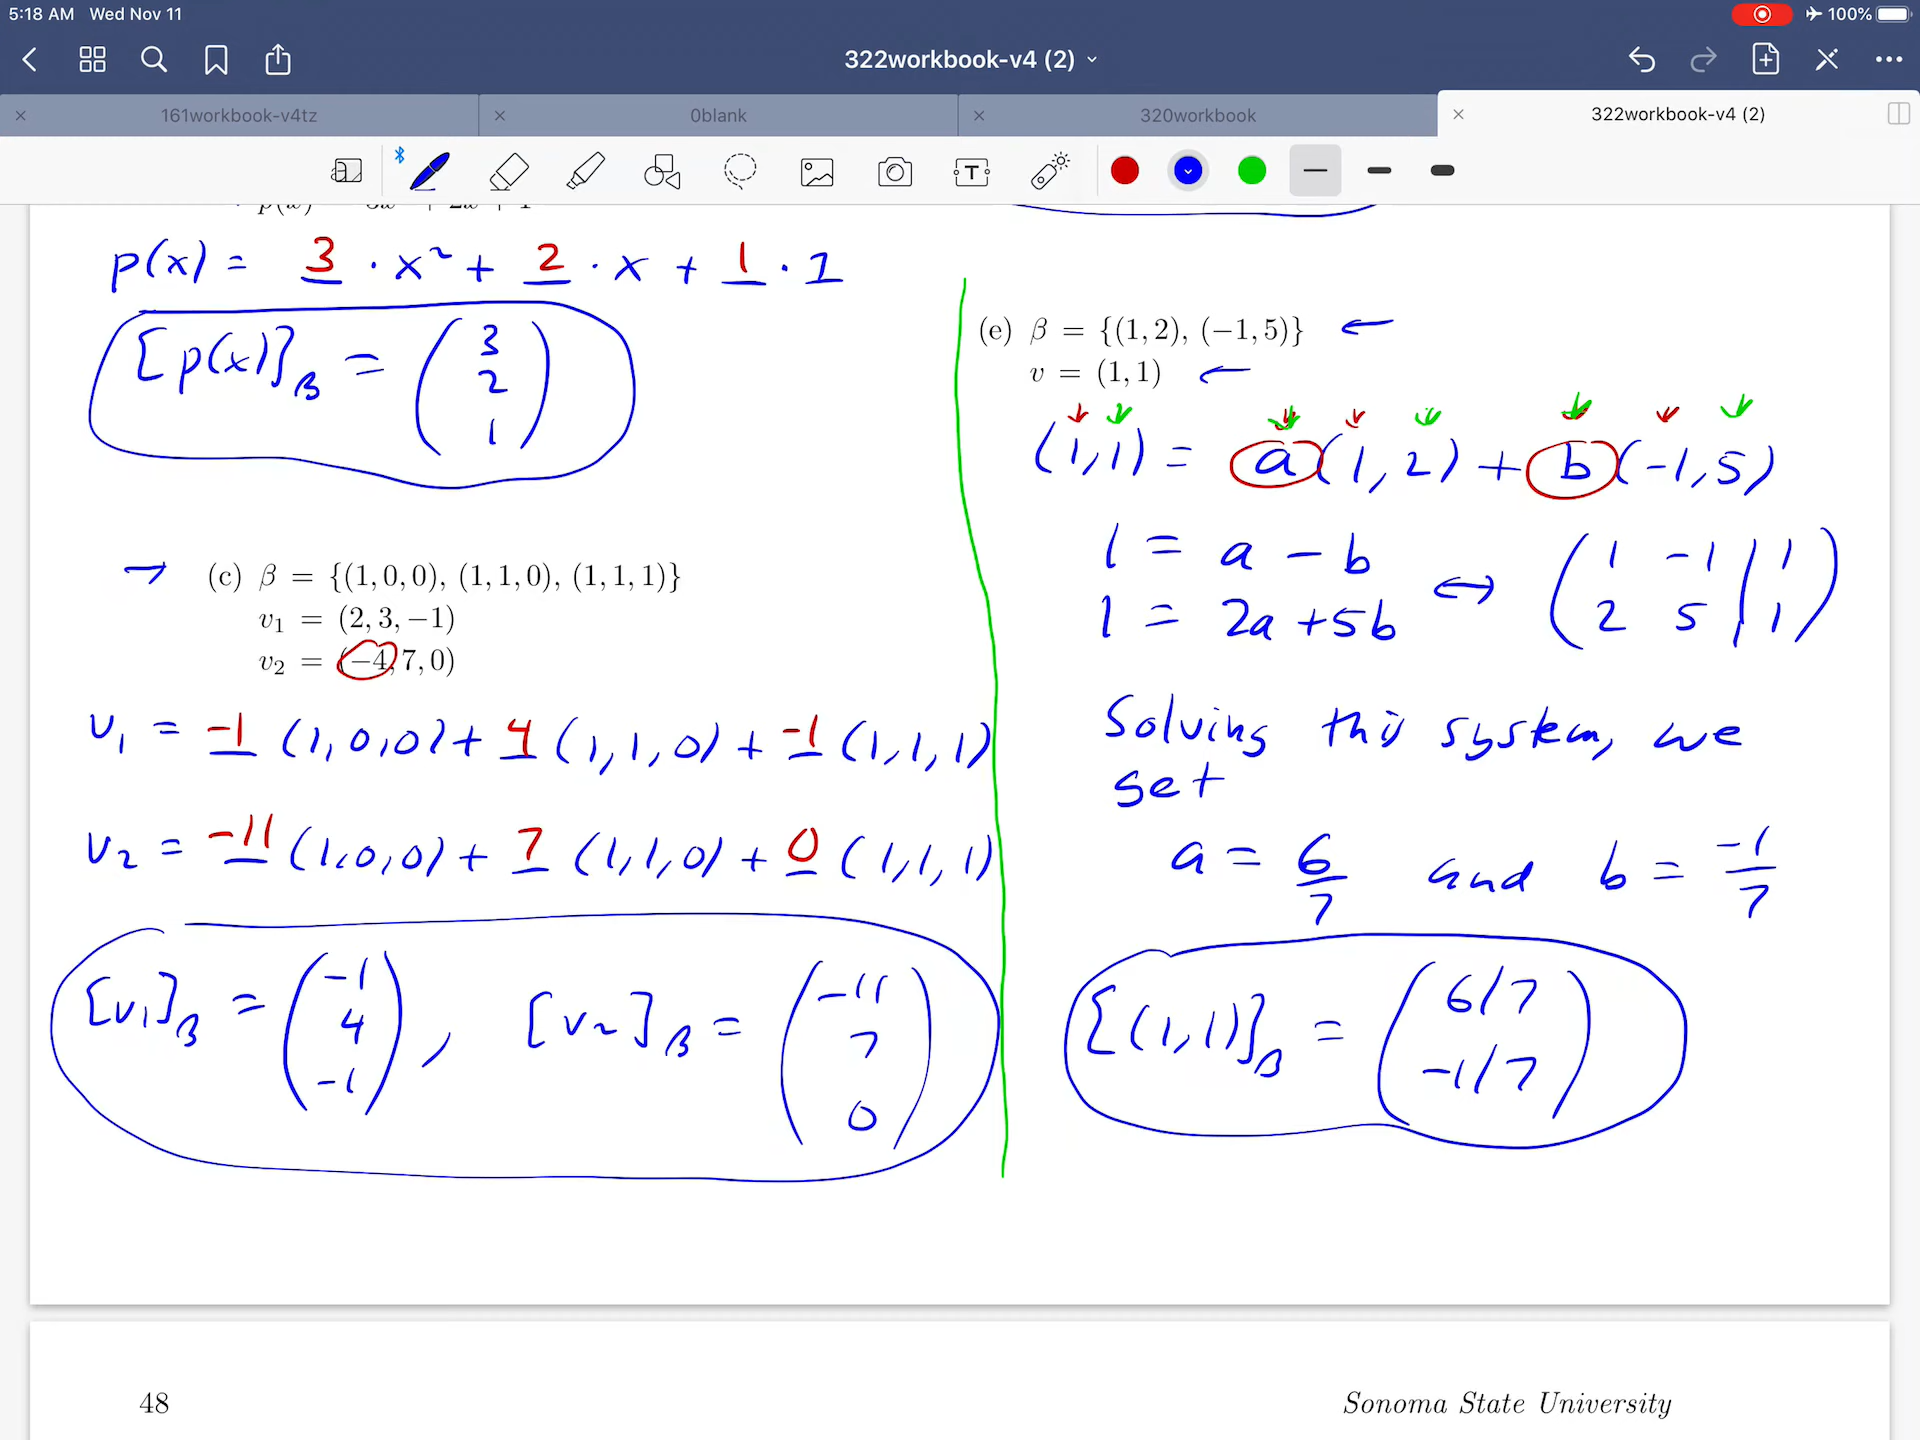 5:18 AM Wed Nov 11
100%
322workbook-v4 (2)
161workbook-v4tz
0blank
320workbook
322workbook-v4 (2)
p(x) = 3 · x² + 2 · x + 1 · 1
[p(x)]β = (3 2 1)
(c) β = {(1, 0, 0), (1, 1, 0), (1, 1, 1)}
v₁ = (2, 3, −1)
v₂ = (−4, 7, 0)
v₁ = -1 (1,0,0) + 4 (1,1,0) + -1 (1,1,1)
v₂ = -11 (1,0,0) + 7 (1,1,0) + 0 (1,1,1)
[v₁]β = (-1 4 -1) , [v₂]β = (-11 7 0)
(e) β = {(1, 2), (−1, 5)} ←
v = (1, 1) ←
(1,1) = a(1,2) + b(-1,5)
1 = a - b
1 = 2a + 5b
↔ (1 -1 | 1
2 5 | 1)
Solving this system, we
get
a = 6/7 and b = -1/7
[(1,1)]β = (6/7 -1/7)
48
Sonoma State University